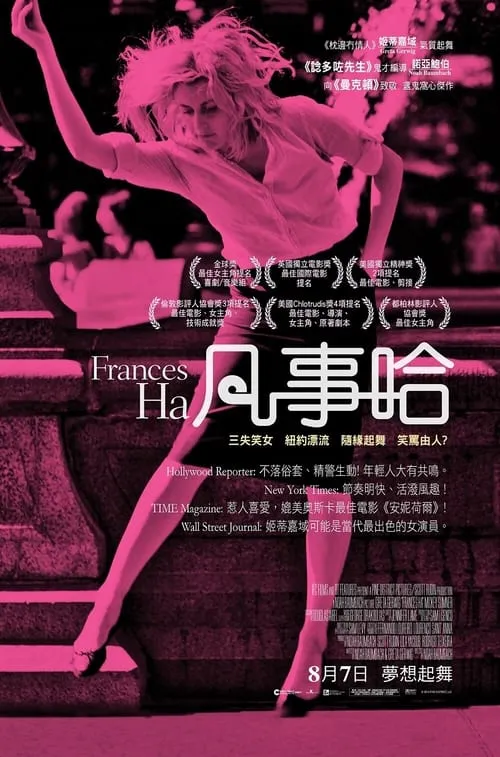 《枕邊冇情人》姬蒂嘉域 氣質起舞
Greta Gerwig
《諗多咗先生》鬼才編導 諾亞鮑伯
Noah Baumbach
向《曼克頓》致敬 最鬼窩心傑作
金球獎 最佳女主角提名 喜劇/音樂組
英國獨立電影獎 最佳國際電影 提名
美國獨立精神獎 2項提名 最佳電影、剪接
倫敦影評人協會獎3項提名 最佳電影、女主角、技術成就獎
美國Chlotrudis獎4項提名 最佳電影、導演、女主角、原著劇本
都柏林影評人協會獎 最佳女主角
Frances
Ha
凡事哈
三失笑女 紐約漂流 隨緣起舞 笑罵由人?
Hollywood Reporter: 不落俗套、精警生動! 年輕人大有共鳴。
New York Times: 節奏明快、活潑風趣!
TIME Magazine: 惹人喜愛,媲美奧斯卡最佳電影《安妮荷爾》!
Wall Street Journal: 姬蒂嘉域可能是當代最出色的女演員。
8月7日 夢想起舞